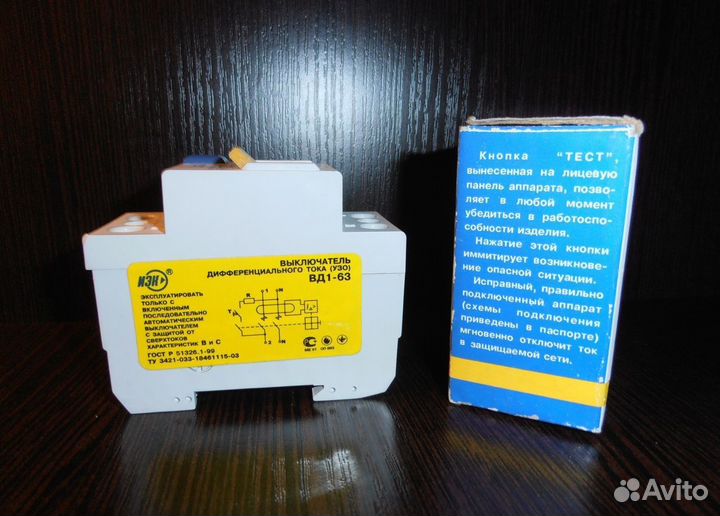 ИЭК ®
ВЫКЛЮЧАТЕЛЬ
ДИФФЕРЕНЦИАЛЬНОГО ТОКА (УЗО)
ВД1-63
ЭКСПЛУАТИРОВАТЬ
ТОЛЬКО С
ВКЛЮЧЕННЫМ
ПОСЛЕДОВАТЕЛЬНО
АВТОМАТИЧЕСКИМ
ВЫКЛЮЧАТЕЛЕМ
С ЗАЩИТОЙ ОТ
СВЕРХТОКОВ
ХАРАКТЕРИСТИК В и С
ГОСТ Р 51326.1-99
ТУ 3421-033-18461115-03
1 N
R
T
2 N
Кнопка "ТЕСТ",
вынесенная на лицевую
панель аппарата, позво-
ляет в любой момент
убедиться в работоспо-
собности изделия.
Нажатие этой кнопки
иммитирует возникнове-
ние опасной ситуации.
Исправный, правильно
подключенный аппарат
(схемы подключения
приведены в паспорте)
мгновенно отключит ток
в защищаемой сети.
Avito